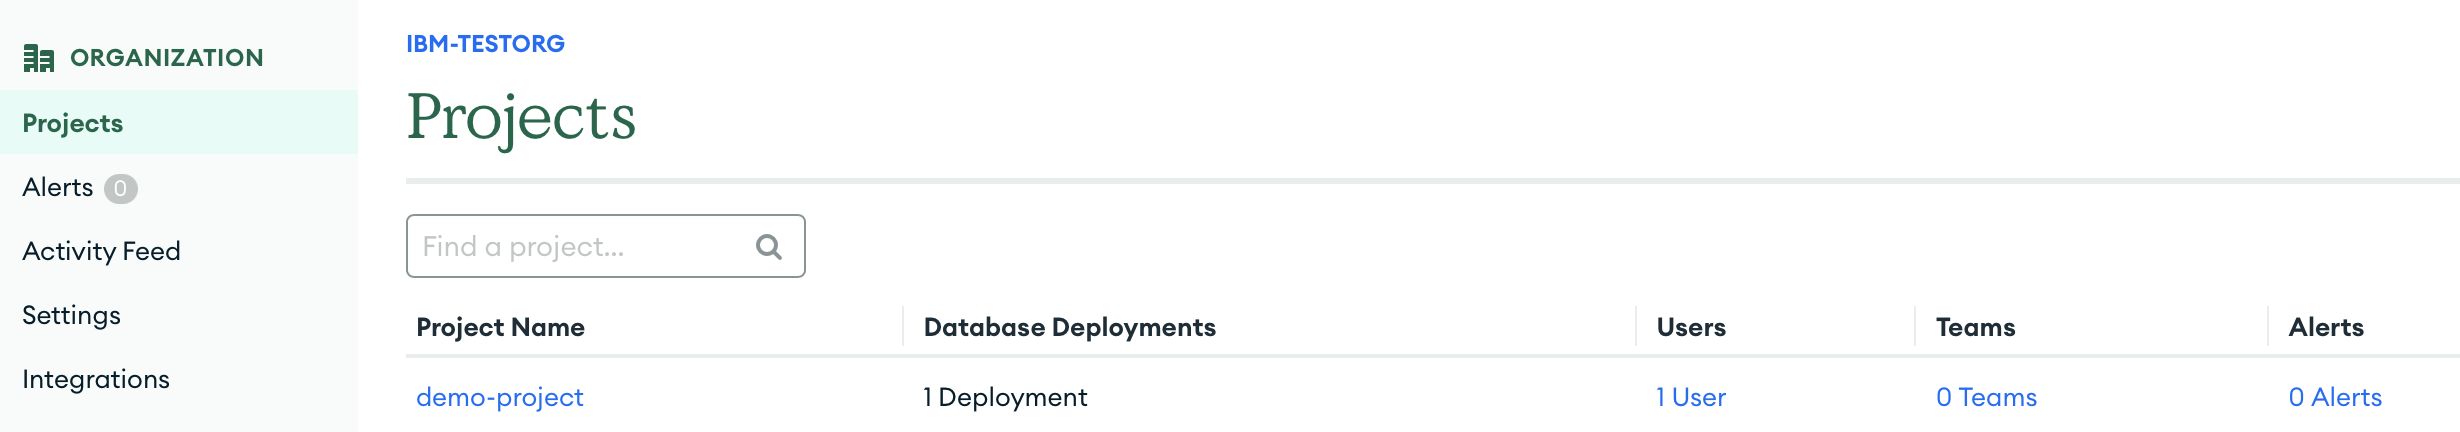 ORGANIZATION
Projects
Alerts 0
Activity Feed
Settings
Integrations
IBM-TESTORG
Projects
Find a project...
Project Name Database Deployments Users Teams Alerts
demo-project 1 Deployment 1 User 0 Teams 0 Alerts